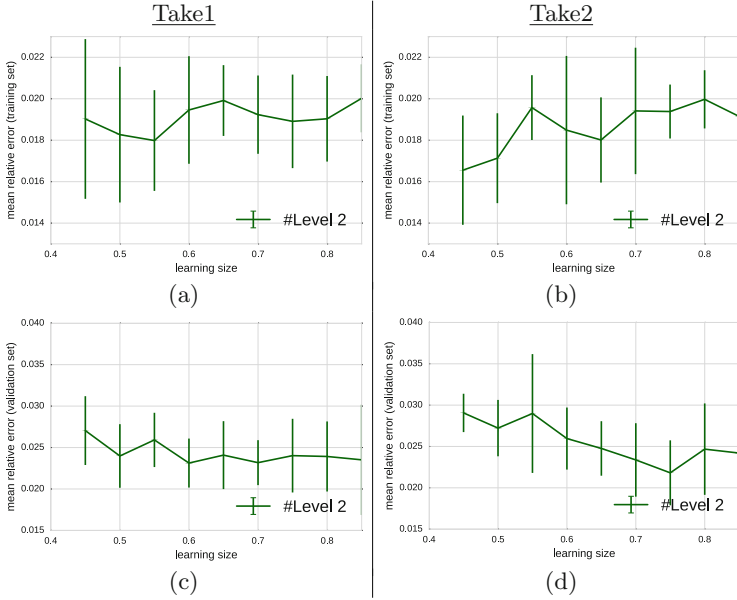 Take1
Take2
mean relative error (training set)
0.022
0.020
0.018
0.016
0.014
#Level 2
0.4 0.5 0.6 0.7 0.8
learning size
(a)
mean relative error (training set)
0.022
0.020
0.018
0.016
0.014
#Level 2
0.4 0.5 0.6 0.7 0.8
learning size
(b)
mean relative error (validation set)
0.040
0.035
0.030
0.025
0.020
0.015
#Level 2
0.4 0.5 0.6 0.7 0.8
learning size
(c)
mean relative error (validation set)
0.040
0.035
0.030
0.025
0.020
0.015
#Level 2
0.4 0.5 0.6 0.7 0.8
learning size
(d)